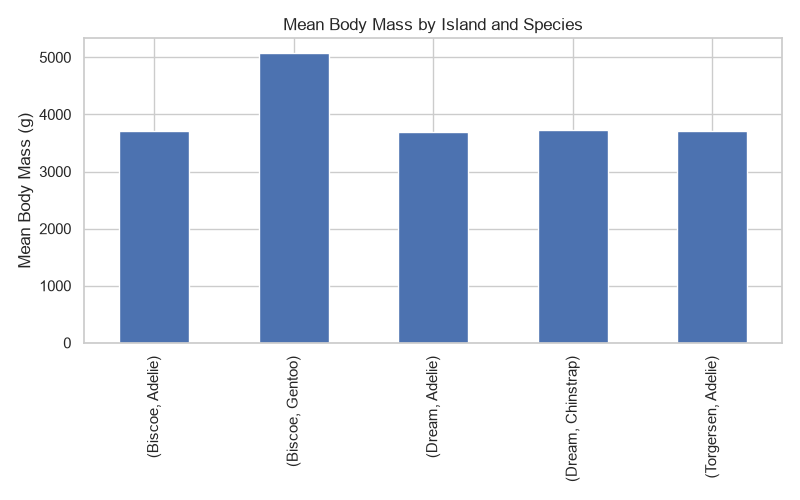 Mean Body Mass by Island and Species
Mean Body Mass (g)
5000
4000
3000
2000
1000
0
(Biscoe, Adelie)
(Biscoe, Gentoo)
(Dream, Adelie)
(Dream, Chinstrap)
(Torgersen, Adelie)